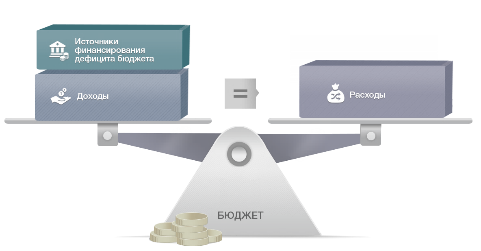 Источники
финансирования
дефицита бюджета
Доходы
=
Расходы
БЮДЖЕТ